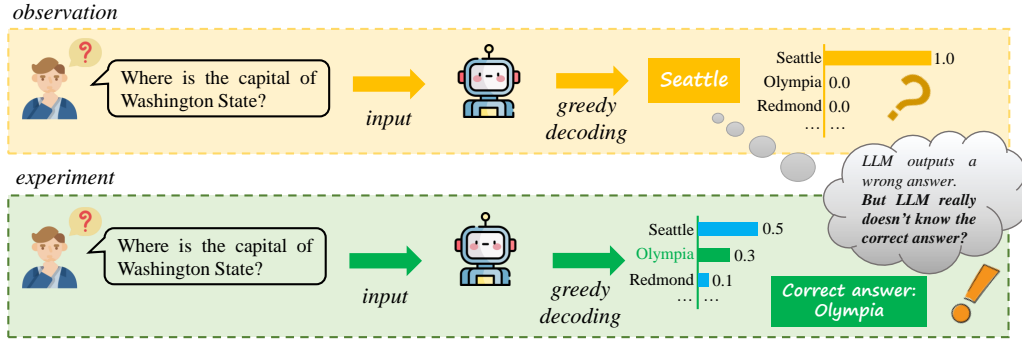 observation
?
Where is the capital of
Washington State?
input
greedy
decoding
Seattle
Seattle 1.0
Olympia 0.0
Redmond 0.0
... ...
?
LLM outputs a
wrong answer.
But LLM really
doesn't know the
correct answer?
experiment
?
Where is the capital of
Washington State?
input
greedy
decoding
Seattle 0.5
Olympia 0.3
Redmond 0.1
... ...
Correct answer:
Olympia
!